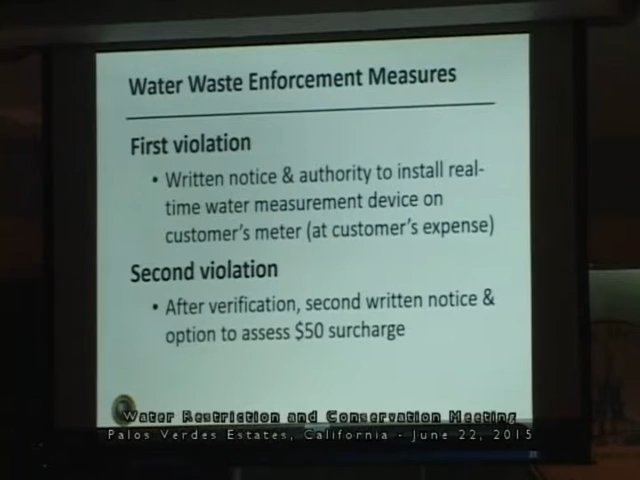 Water Waste Enforcement Measures
First violation
• Written notice & authority to install real-
time water measurement device on
customer's meter (at customer's expense)
Second violation
• After verification, second written notice &
option to assess $50 surcharge
Water Restriction and Conservation Meeting
Palos Verdes Estates, California - June 22, 2015